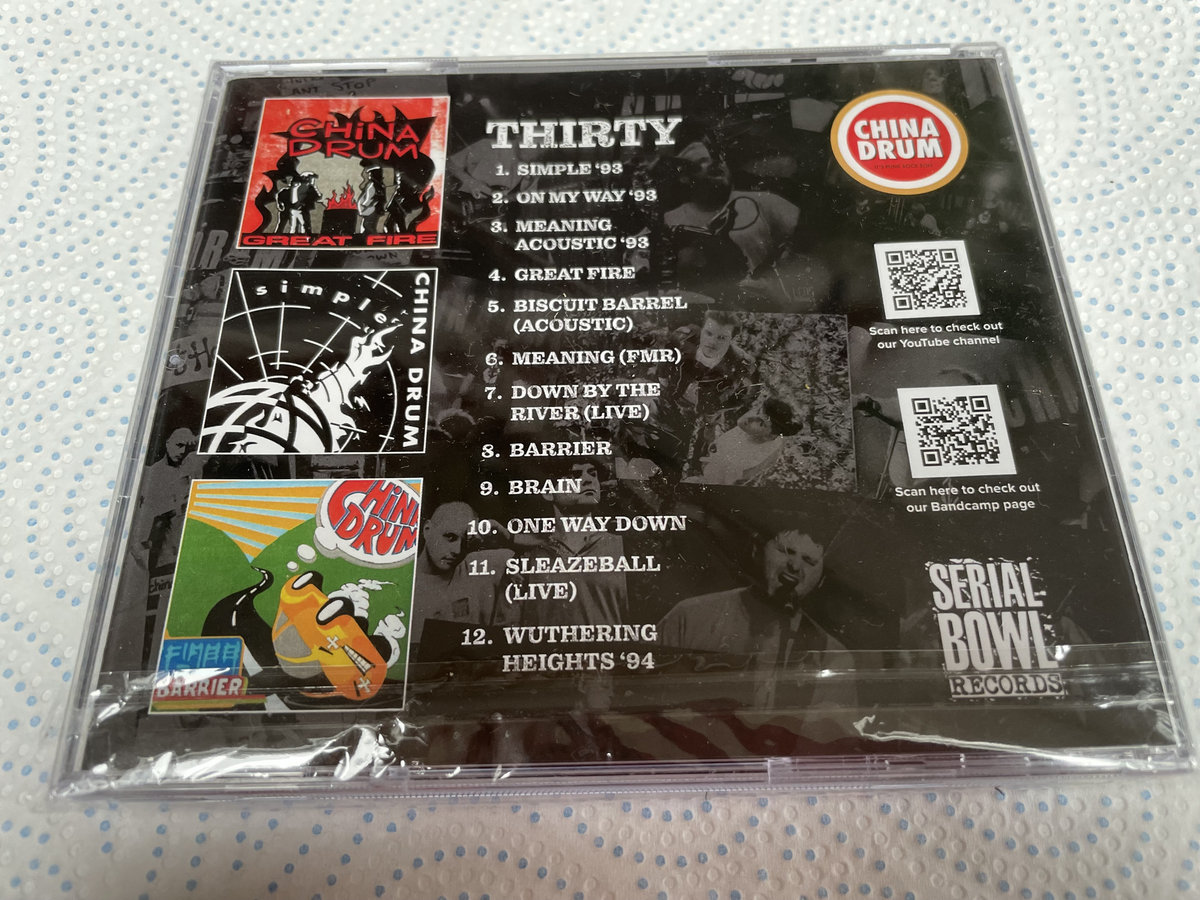 CHINA
DRUM
GREAT FIRE
simple
CHINA DRUM
CHINA
DRUM
BARRIER
THIRTY
1. SIMPLE ‘93
2. ON MY WAY ‘93
3. MEANING
ACOUSTIC ‘93
4. GREAT FIRE
5. BISCUIT BARREL
(ACOUSTIC)
6. MEANING (FMR)
7. DOWN BY THE
RIVER (LIVE)
8. BARRIER
9. BRAIN
10. ONE WAY DOWN
11. SLEAZEBALL
(LIVE)
12. WUTHERING
HEIGHTS ‘94
CHINA
DRUM
Scan here to check out
our YouTube channel
Scan here to check out
our Bandcamp page
SERIAL
BOWL
RECORDS